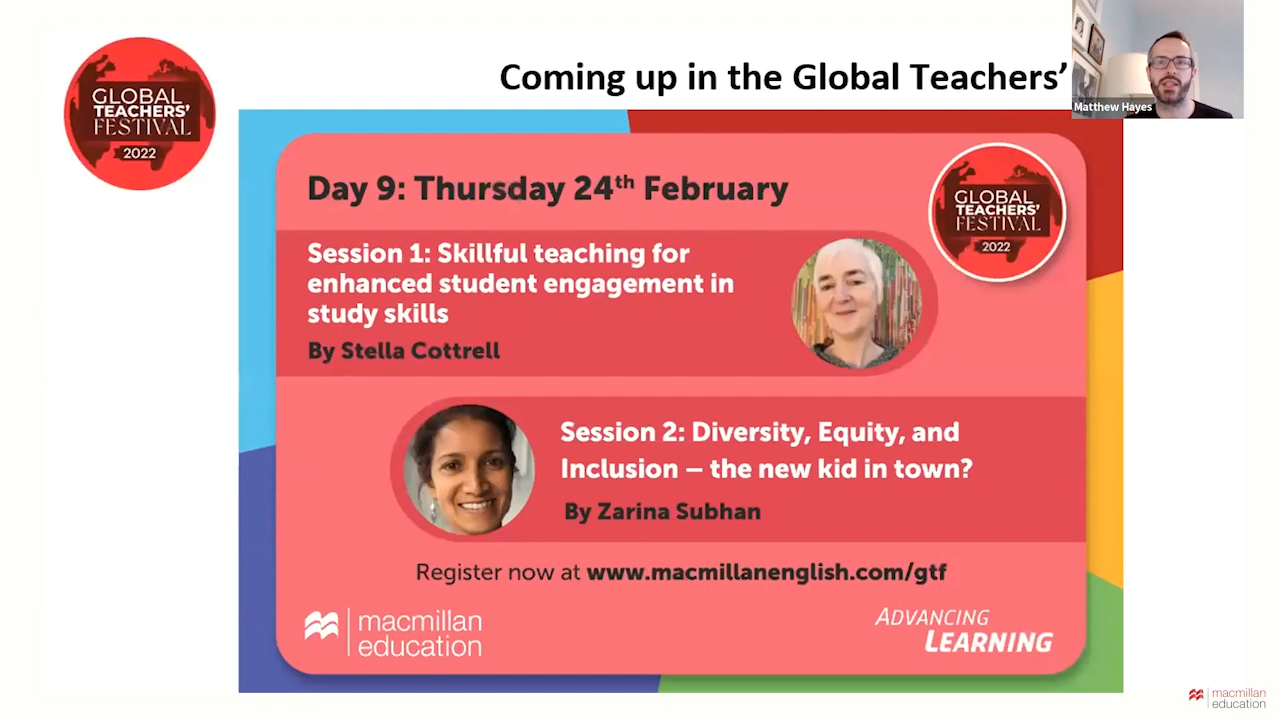 GLOBAL
TEACHERS'
FESTIVAL
2022
Coming up in the Global Teachers’
Matthew Hayes
Day 9: Thursday 24th February
GLOBAL
TEACHERS'
FESTIVAL
2022
Session 1: Skillful teaching for
enhanced student engagement in
study skills
By Stella Cottrell
Session 2: Diversity, Equity, and
Inclusion – the new kid in town?
By Zarina Subhan
Register now at www.macmillanenglish.com/gtf
macmillan
education
ADVANCING
LEARNING
macmillan
education